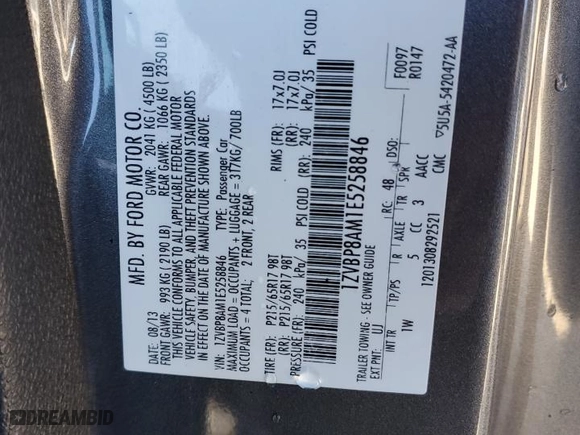 MFD. BY FORD MOTOR CO.
DATE: 08/13 GVWR: 2041 KG ( 4500 LB)
FRONT GAWR: 993 KG ( 2190 LB) REAR GAWR: 1066 KG ( 2350 LB)
THIS VEHICLE CONFORMS TO ALL APPLICABLE FEDERAL MOTOR
VEHICLE SAFETY, BUMPER, AND THEFT PREVENTION STANDARDS
IN EFFECT ON THE DATE OF MANUFACTURE SHOWN ABOVE.
VIN: 1ZVBP8AM1E5258846 TYPE: Passenger Car
MAXIMUM LOAD = OCCUPANTS + LUGGAGE = 317KG/ 700LB
OCCUPANTS = 4 TOTAL: 2 FRONT, 2 REAR
TIRE (FR): P215/65R17 98T RIMS (FR): 17x7.0J
(RR): P215/65R17 98T (RR): 17x7.0J
PRESSURE (FR): 240 kPa/ 35 PSI COLD (RR): 240 kPa/ 35 PSI COLD
1ZVBP8AM1E5258846
F0097
R0147
TRAILER TOWING - SEE OWNER GUIDE
EXT PNT: UJ RC: 48 DSO:
INT TR TP/PS R AXLE TR SPR
1W 5 CC 3 AACC
1201308292521 CMC ▽5U5A-5420472-AA
DREAMBID